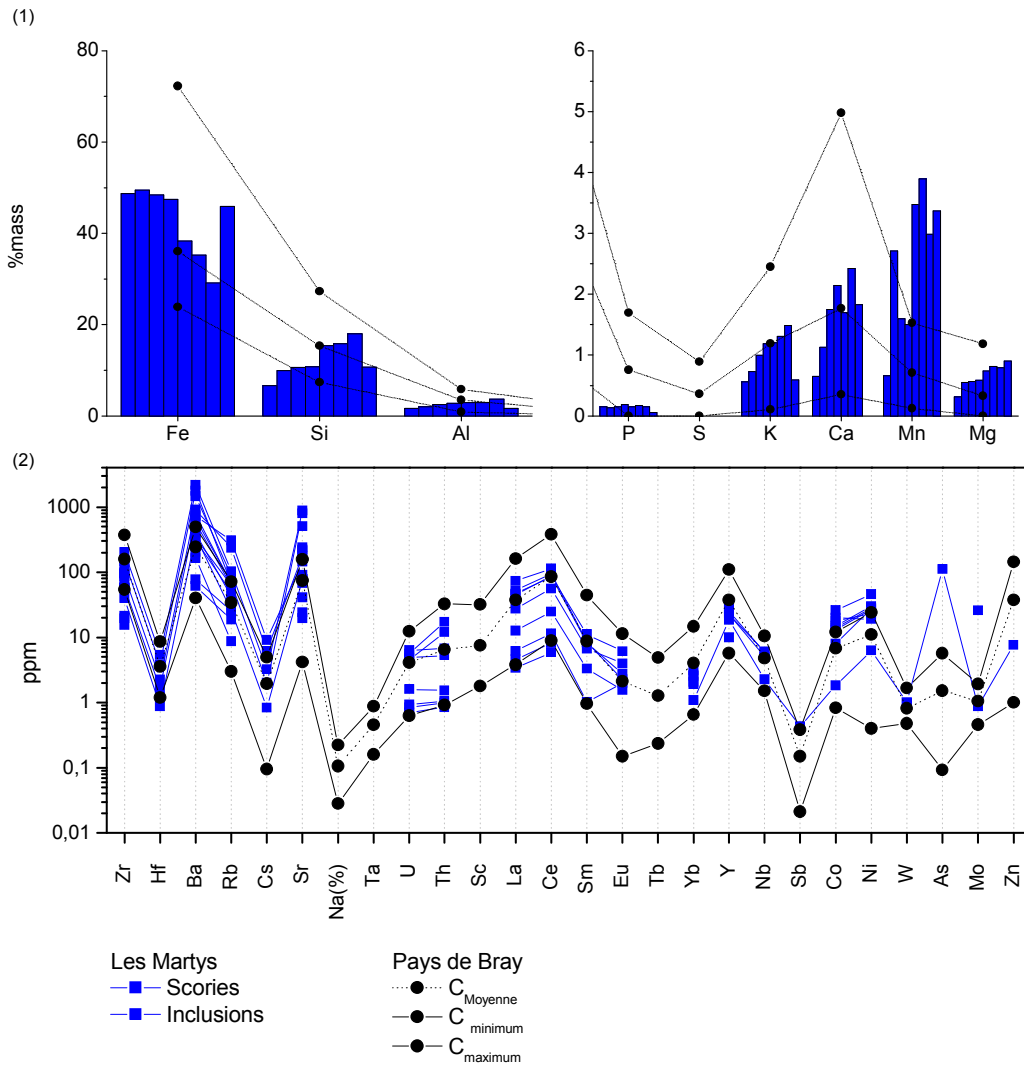 (1)
80
60
40
20
0
%mass
Fe Si Al
6
5
4
3
2
1
0
P S K Ca Mn Mg
(2)
1000
100
10
1
0,1
0,01
ppm
Zr Hf Ba Rb Cs Sr Na(%) Ta U Th Sc La Ce Sm Eu Tb Yb Y Nb Sb Co Ni W As Mo Zn
Les Martys
Scories
Inclusions
Pays de Bray
C Moyenne
C minimum
C maximum